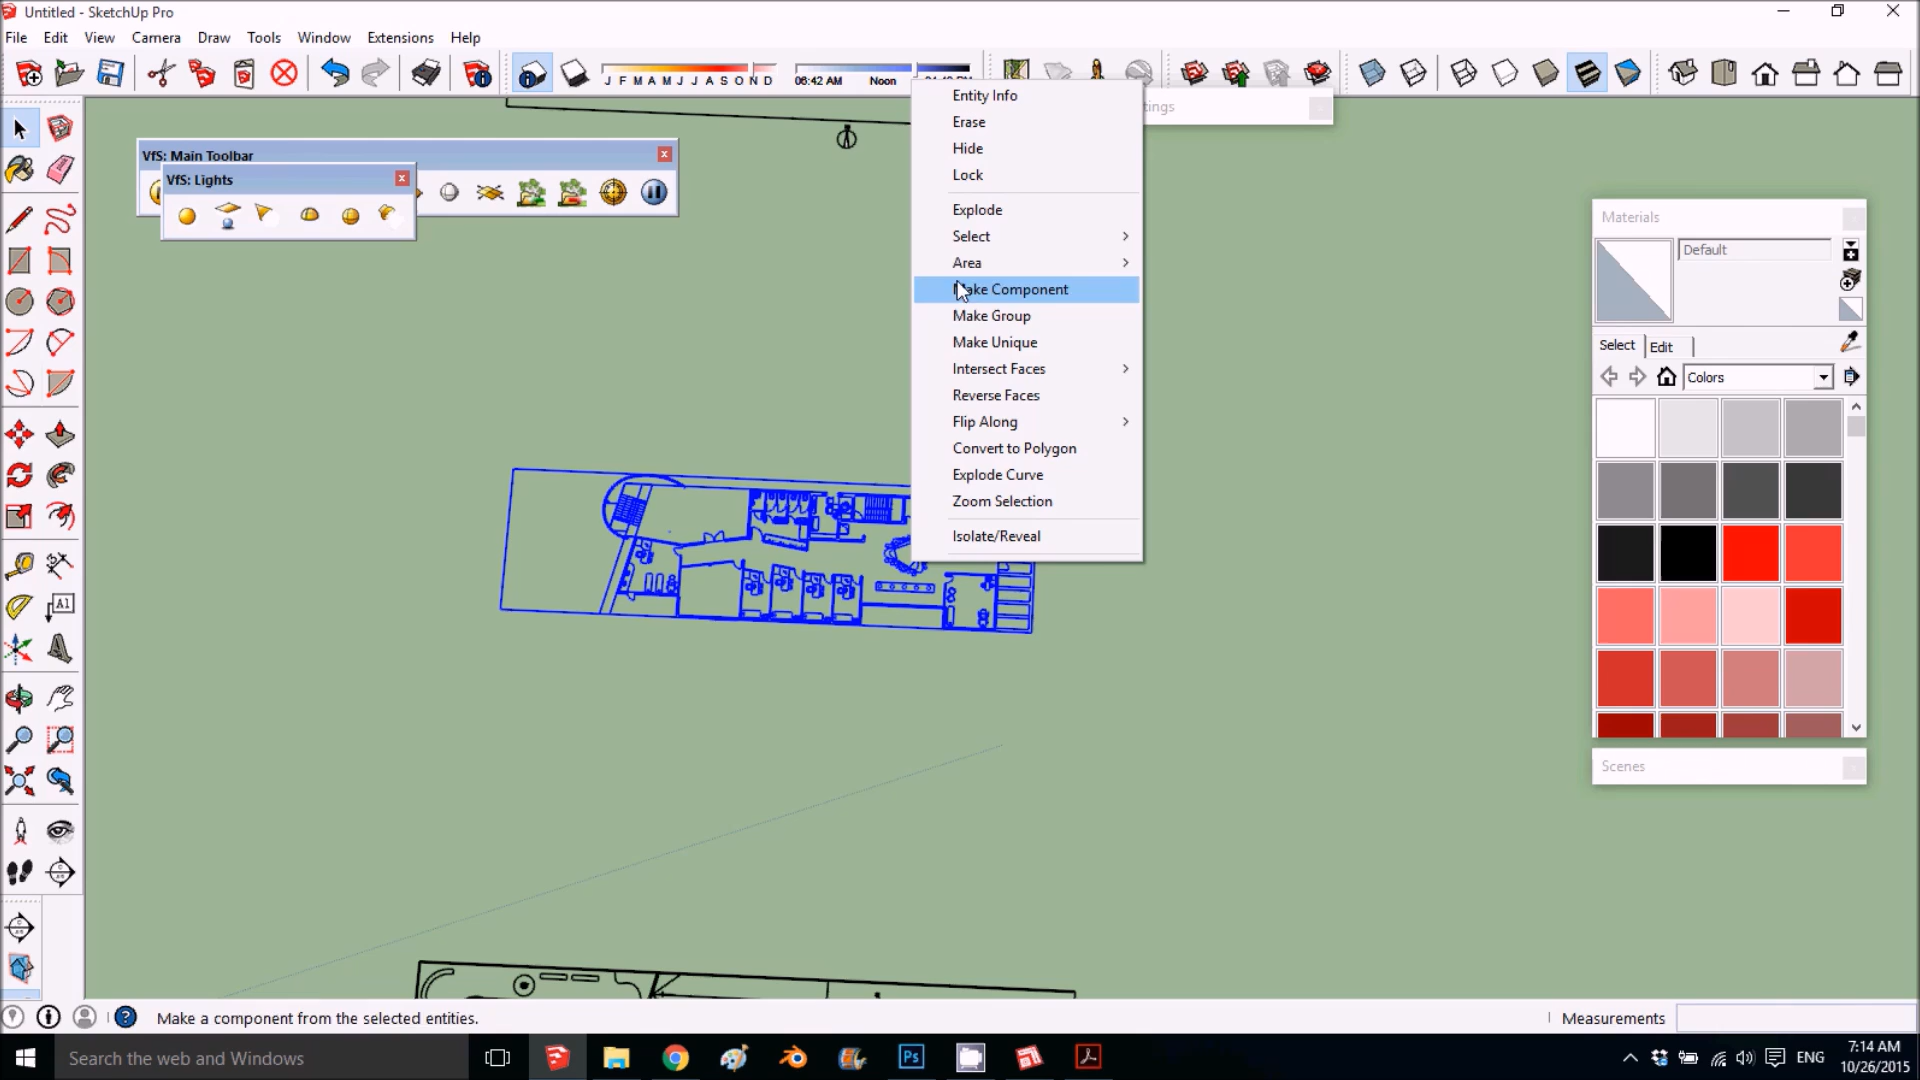 Untitled - SketchUp Pro
File Edit View Camera Draw Tools Window Extensions Help
J F M A M J J A S O N D
06:42 AM Noon
tings
VfS: Main Toolbar
VfS: Lights
Entity Info
Erase
Hide
Lock
Explode
Select
Area
Make Component
Make Group
Make Unique
Intersect Faces
Reverse Faces
Flip Along
Convert to Polygon
Explode Curve
Zoom Selection
Isolate/Reveal
Materials
Default
Select Edit
Colors
Scenes
A1
Make a component from the selected entities.
Measurements
Search the web and Windows
Ps
ENG
7:14 AM
10/26/2015